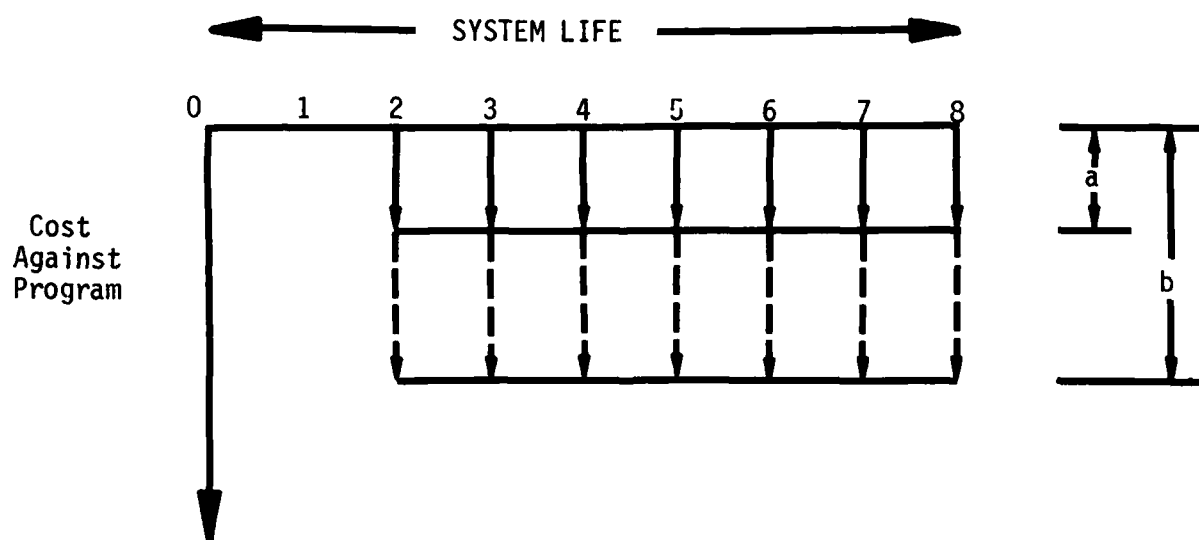 SYSTEM LIFE
0 1 2 3 4 5 6 7 8
a
Cost
Against
Program
b